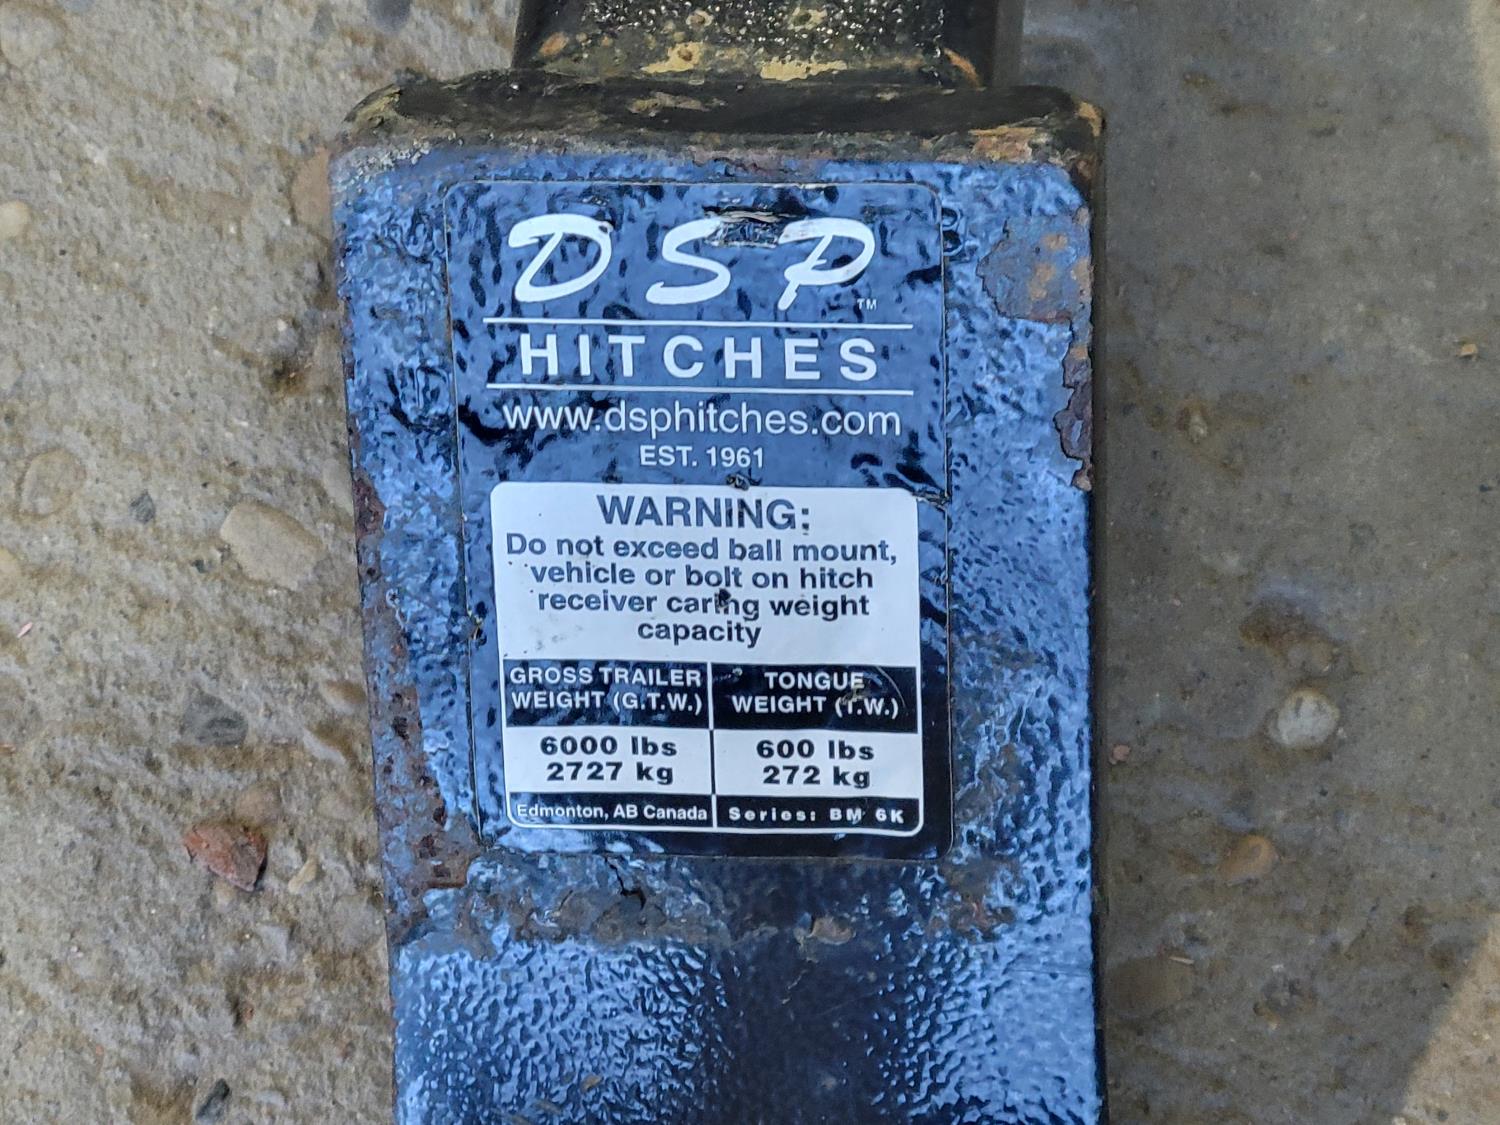 DSP
TM
HITCHES
www.dsphitches.com
EST. 1961
WARNING:
Do not exceed ball mount,
vehicle or bolt on hitch
receiver caring weight
capacity
GROSS TRAILER
WEIGHT (G.T.W.)
TONGUE
WEIGHT (T.W.)
6000 lbs
2727 kg
600 lbs
272 kg
Edmonton, AB Canada
Series: BM 6K